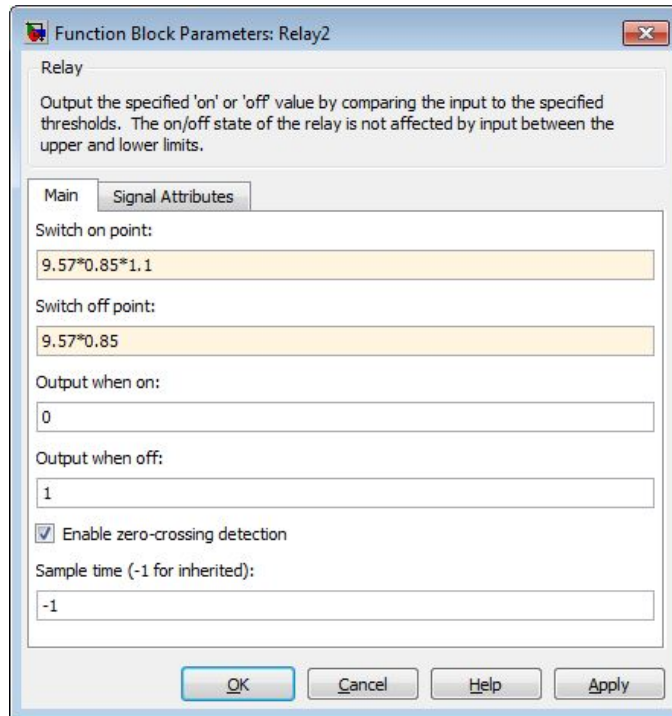 Function Block Parameters: Relay2
Relay
Output the specified 'on' or 'off' value by comparing the input to the specified
thresholds. The on/off state of the relay is not affected by input between the
upper and lower limits.
Main
Signal Attributes
Switch on point:
9.57*0.85*1.1
Switch off point:
9.57*0.85
Output when on:
0
Output when off:
1
Enable zero-crossing detection
Sample time (-1 for inherited):
-1
OK
Cancel
Help
Apply